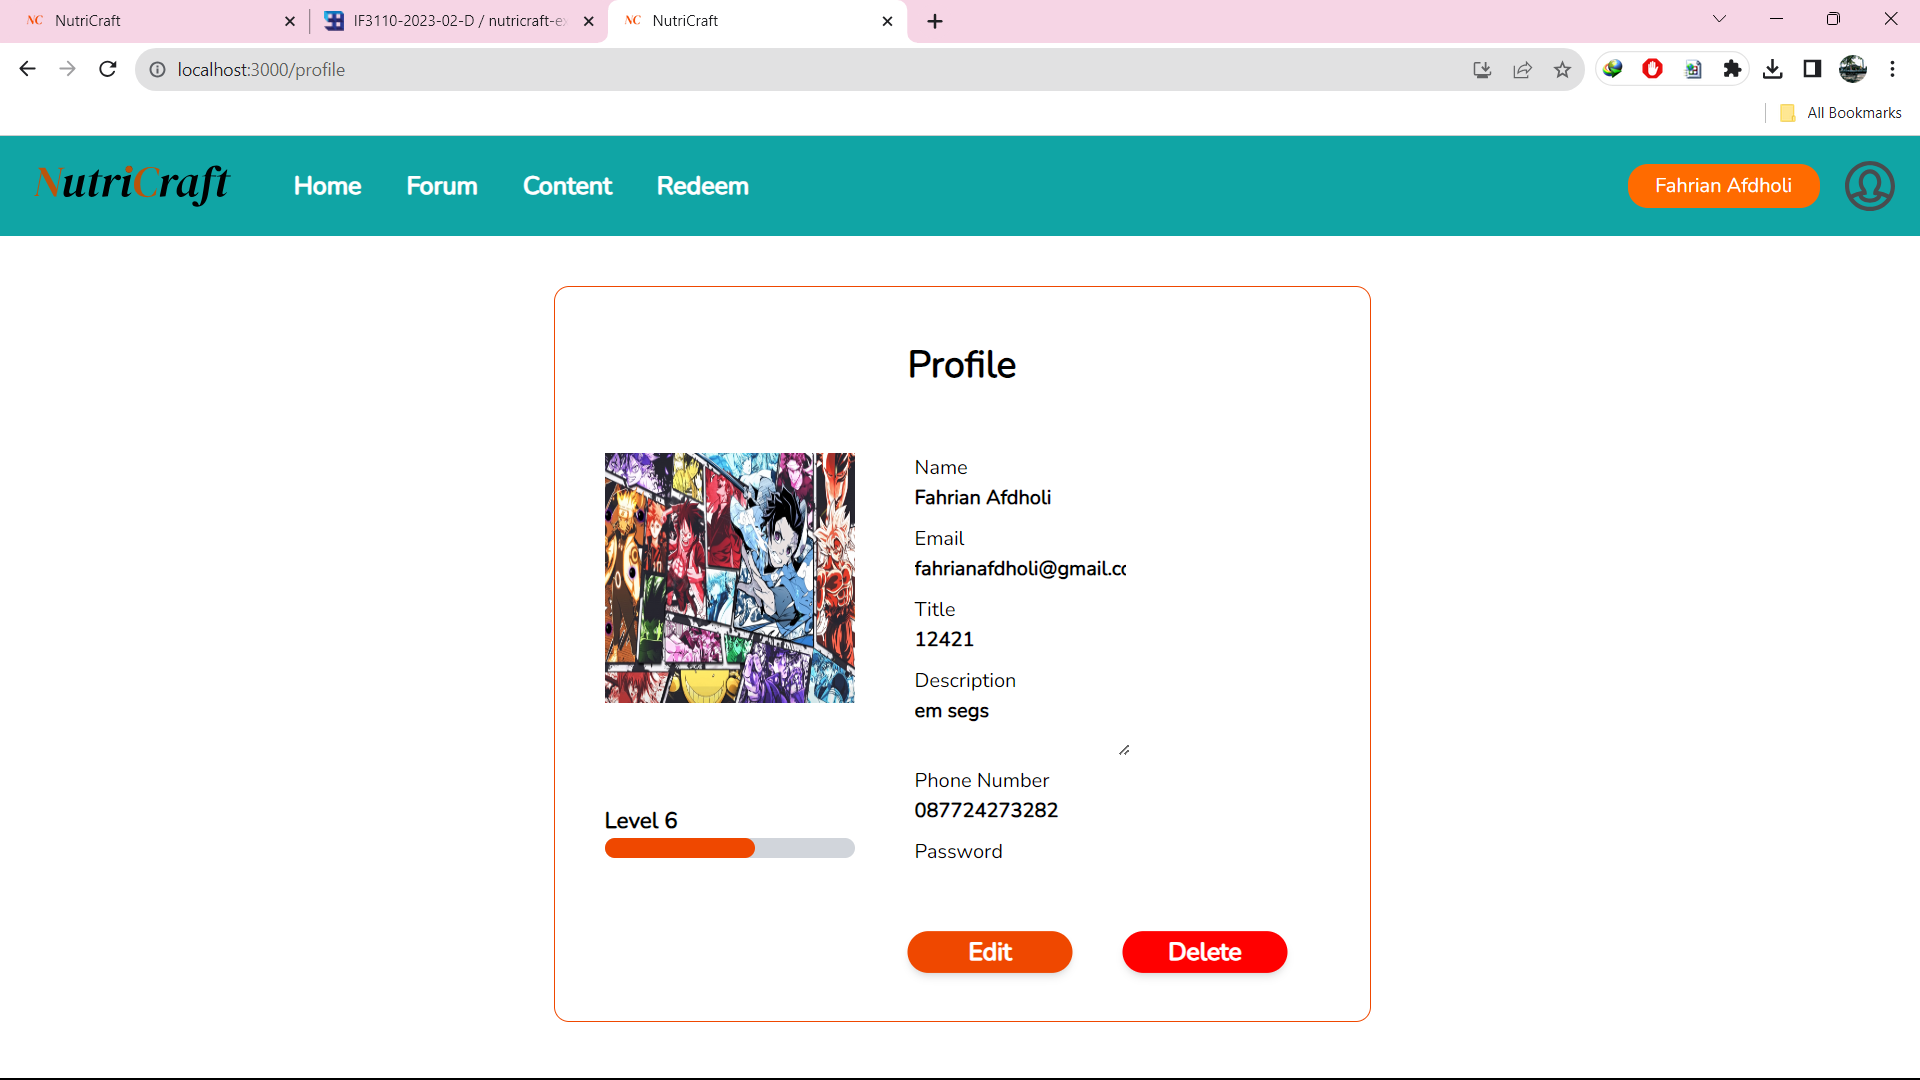 NC NutriCraft
IF3110-2023-02-D / nutricraft-e
NC NutriCraft
localhost:3000/profile
All Bookmarks
NutriCraft
Home
Forum
Content
Redeem
Fahrian Afdholi
Profile
Name
Fahrian Afdholi
Email
fahrianafdholi@gmail.co
Title
12421
Description
em segs
Phone Number
087724273282
Password
Level 6
Edit
Delete